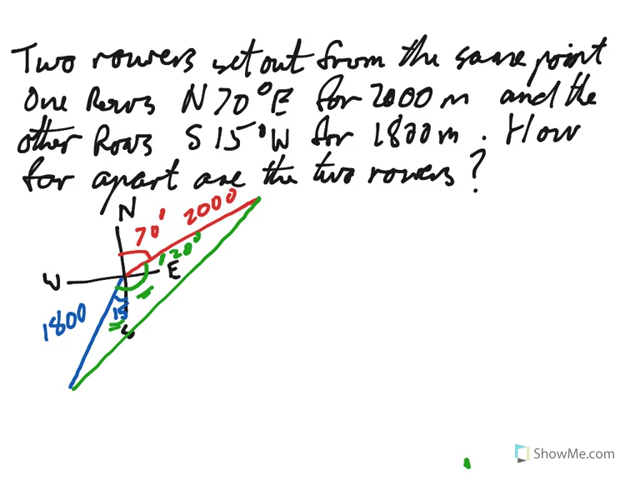 Two rowers set out from the same point
One Rows N 70°E for 2000 m and the
other Rows S 15°W for 1800m. How
far apart are the two rowers?
N
2000
70°
120°
W
E
1800
15
S
ShowMe.com